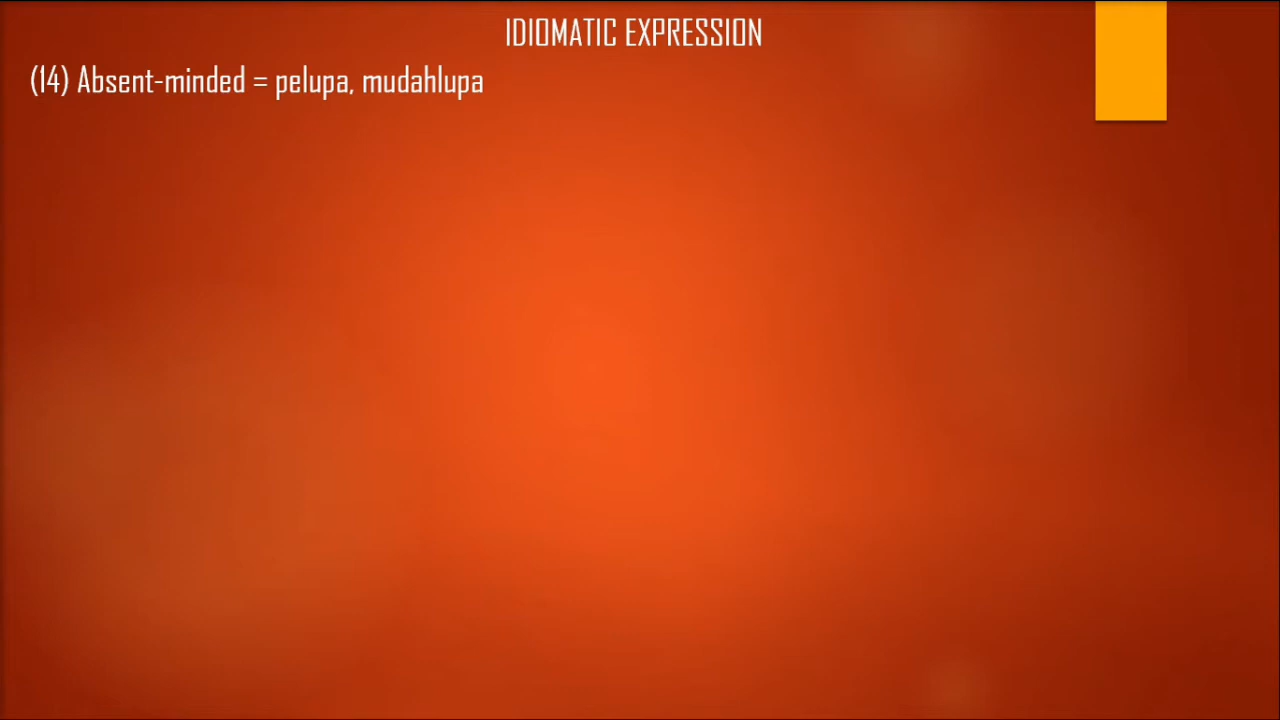 IDIOMATIC EXPRESSION
(14) Absent-minded = pelupa, mudahlupa